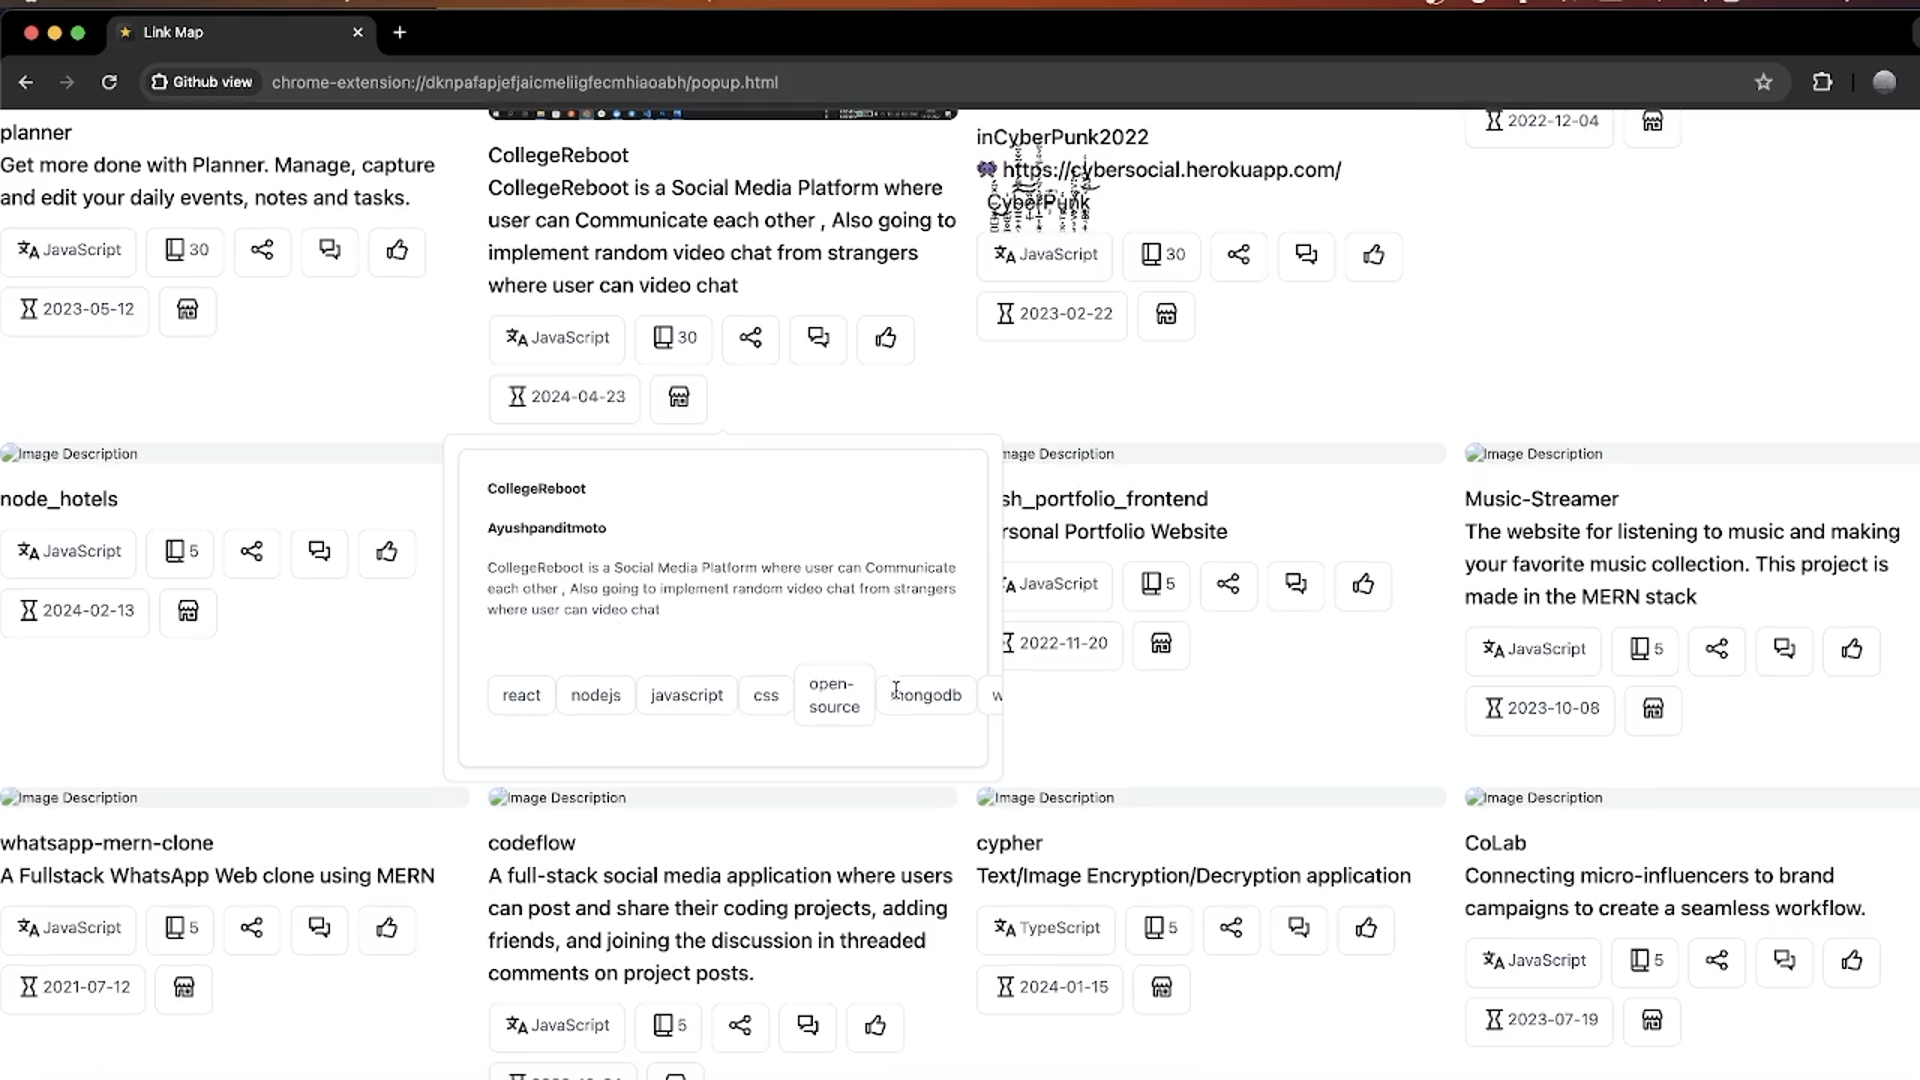 Link Map
Github view
chrome-extension://dknpafapjefjaicmeliigfecmhiaoabh/popup.html
planner
Get more done with Planner. Manage, capture
and edit your daily events, notes and tasks.
JavaScript 30
2023-05-12
CollegeReboot
CollegeReboot is a Social Media Platform where
user can Communicate each other , Also going to
implement random video chat from strangers
where user can video chat
JavaScript 30
2024-04-23
inCyberPunk2022
👾 https://cybersocial.herokuapp.com/
CyberPunk
JavaScript 30
2023-02-22
2022-12-04
Image Description
node_hotels
JavaScript 5
2024-02-13
CollegeReboot
Ayushpanditmoto
CollegeReboot is a Social Media Platform where user can Communicate
each other , Also going to implement random video chat from strangers
where user can video chat
react nodejs javascript css open-
source mongodb w
mage Description
sh_portfolio_frontend
rsonal Portfolio Website
JavaScript 5
2022-11-20
Image Description
Music-Streamer
The website for listening to music and making
your favorite music collection. This project is
made in the MERN stack
JavaScript 5
2023-10-08
Image Description
whatsapp-mern-clone
A Fullstack WhatsApp Web clone using MERN
JavaScript 5
2021-07-12
Image Description
codeflow
A full-stack social media application where users
can post and share their coding projects, adding
friends, and joining the discussion in threaded
comments on project posts.
JavaScript 5
Image Description
cypher
Text/Image Encryption/Decryption application
TypeScript 5
2024-01-15
Image Description
CoLab
Connecting micro-influencers to brand
campaigns to create a seamless workflow.
JavaScript 5
2023-07-19